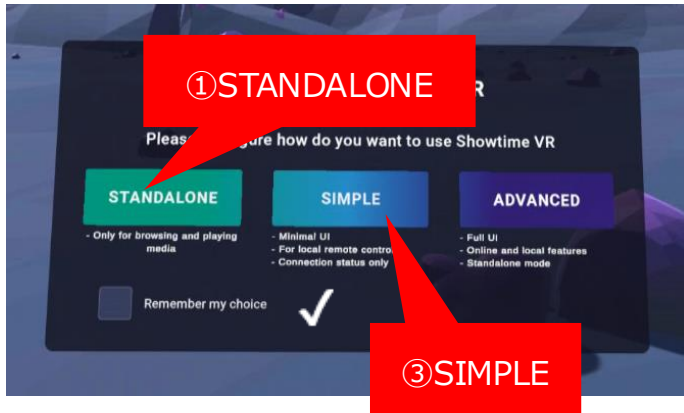 ①STANDALONE
R
Please
ure how do you want to use Showtime VR
STANDALONE
- Only for browsing and playing
media
SIMPLE
- Minimal UI
- For local remote control
- Connection status only
ADVANCED
- Full UI
- Online and local features
- Standalone mode
Remember my choice
③SIMPLE